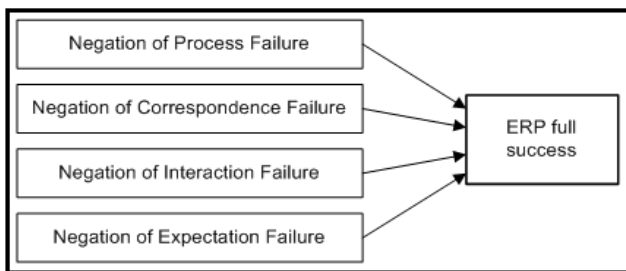 Negation of Process Failure
Negation of Correspondence Failure
Negation of Interaction Failure
Negation of Expectation Failure
ERP full
success